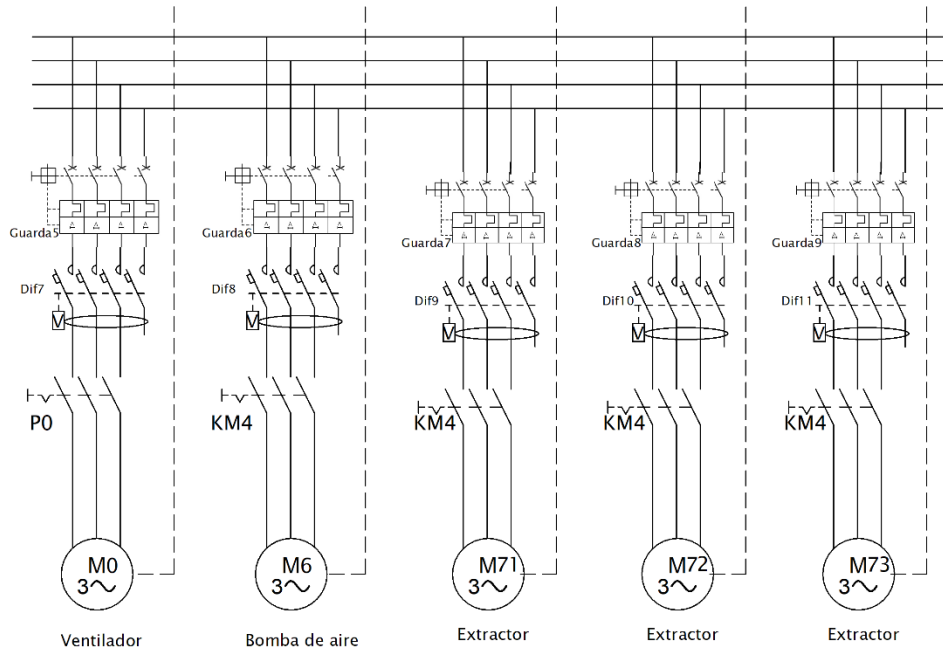 Guarda5
Guarda6
Guarda7
Guarda8
Guarda9
Dif7
Dif8
Dif9
Dif10
Dif11
V
V
V
V
V
P0
KM4
KM4
KM4
KM4
M0
3~
M6
3~
M71
3~
M72
3~
M73
3~
Ventilador
Bomba de aire
Extractor
Extractor
Extractor